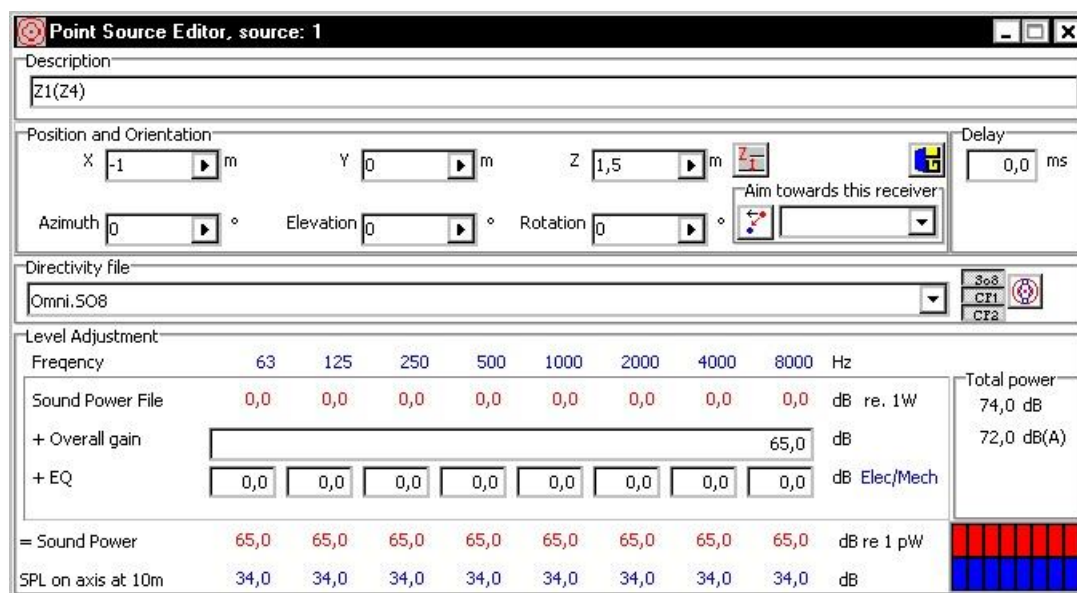 Point Source Editor, source: 1
Description
Z1(Z4)
Position and Orientation
X -1 m Y 0 m Z 1,5 m
Azimuth 0 ° Elevation 0 ° Rotation 0 °
Aim towards this receiver
Delay
0,0 ms
Directivity file
Omni.SO8
So8
CF1
CF2
Level Adjustment
Freqency 63 125 250 500 1000 2000 4000 8000 Hz
Sound Power File 0,0 0,0 0,0 0,0 0,0 0,0 0,0 0,0 dB re. 1W
+ Overall gain 65,0 dB
+ EQ 0,0 0,0 0,0 0,0 0,0 0,0 0,0 0,0 dB Elec/Mech
= Sound Power 65,0 65,0 65,0 65,0 65,0 65,0 65,0 65,0 dB re 1 pW
SPL on axis at 10m 34,0 34,0 34,0 34,0 34,0 34,0 34,0 34,0 dB
Total power
74,0 dB
72,0 dB(A)